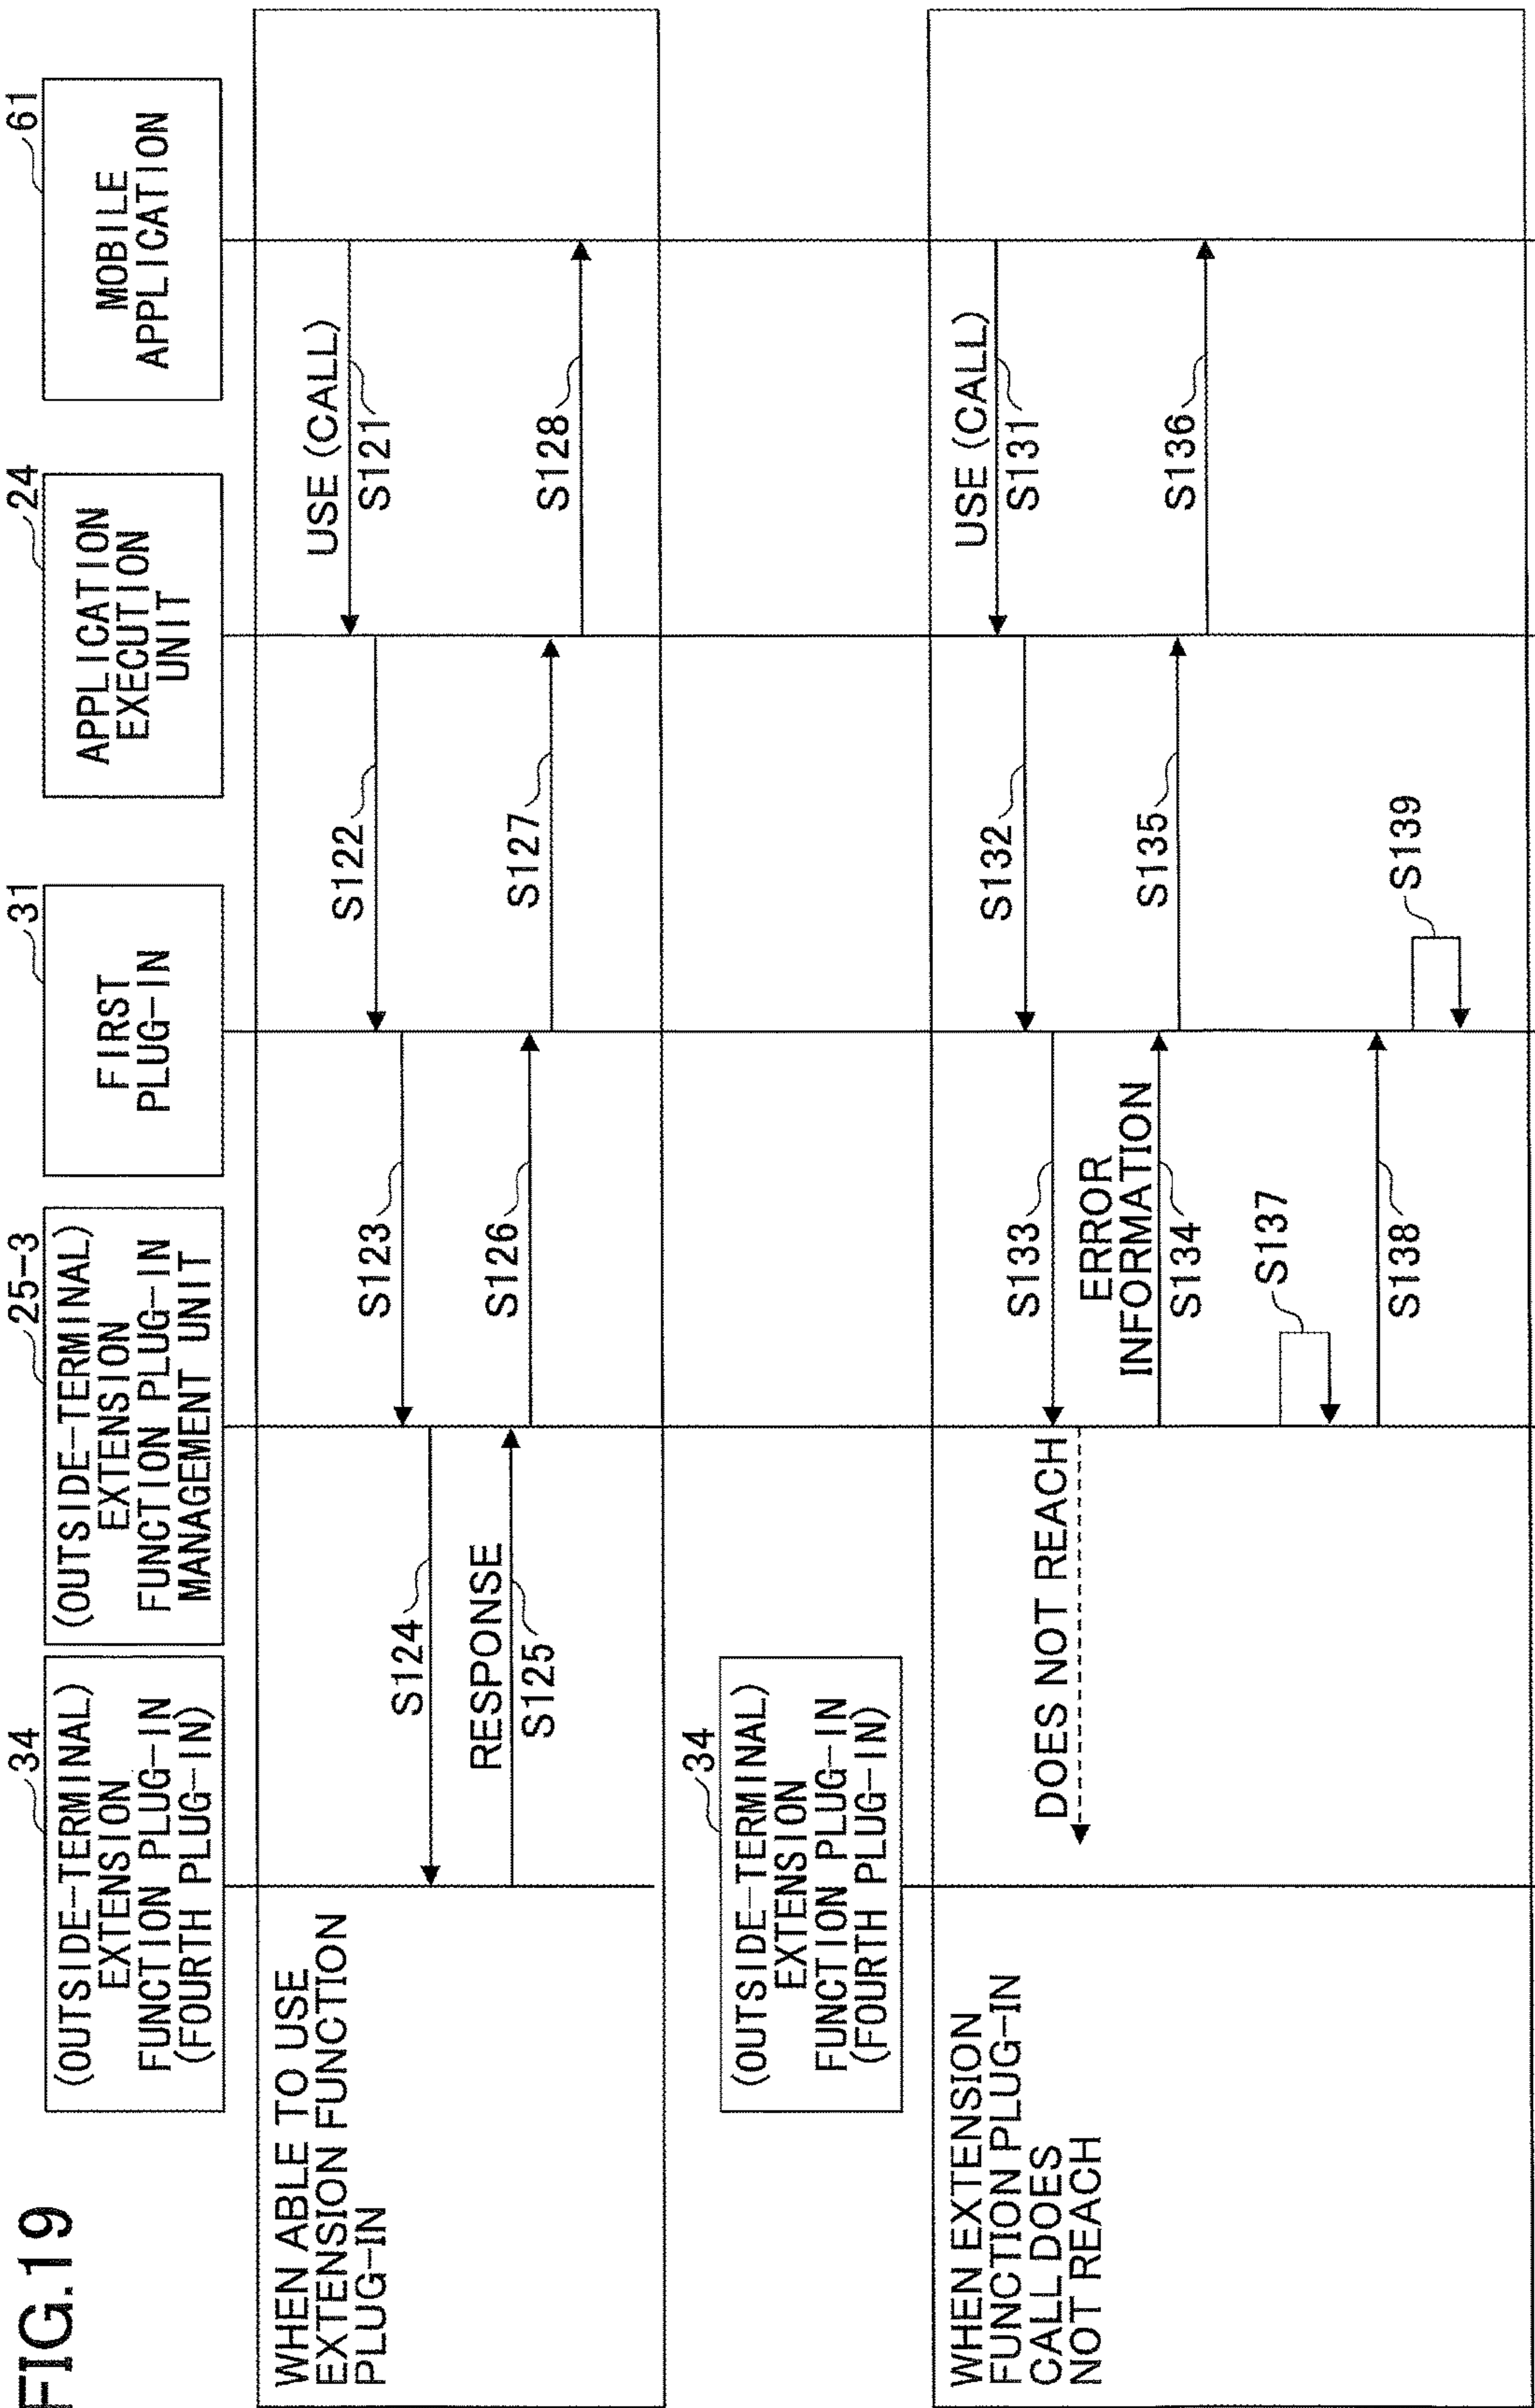 FIG.19
34
(OUTSIDE-TERMINAL)
EXTENSION
FUNCTION PLUG-IN
(FOURTH PLUG-IN)
25-3
(OUTSIDE-TERMINAL)
EXTENSION
FUNCTION PLUG-IN
MANAGEMENT UNIT
31
FIRST
PLUG-IN
24
APPLICATION
EXECUTION
UNIT
61
MOBILE
APPLICATION
WHEN ABLE TO USE
EXTENSION FUNCTION
PLUG-IN
USE (CALL)
S121
S122
S123
S124
RESPONSE
S125
S126
S127
S128
34
(OUTSIDE-TERMINAL)
EXTENSION
FUNCTION PLUG-IN
(FOURTH PLUG-IN)
WHEN EXTENSION
FUNCTION PLUG-IN
CALL DOES
NOT REACH
USE (CALL)
S131
S132
S133
DOES NOT REACH
ERROR
INFORMATION
S134
S135
S136
S137
S138
S139